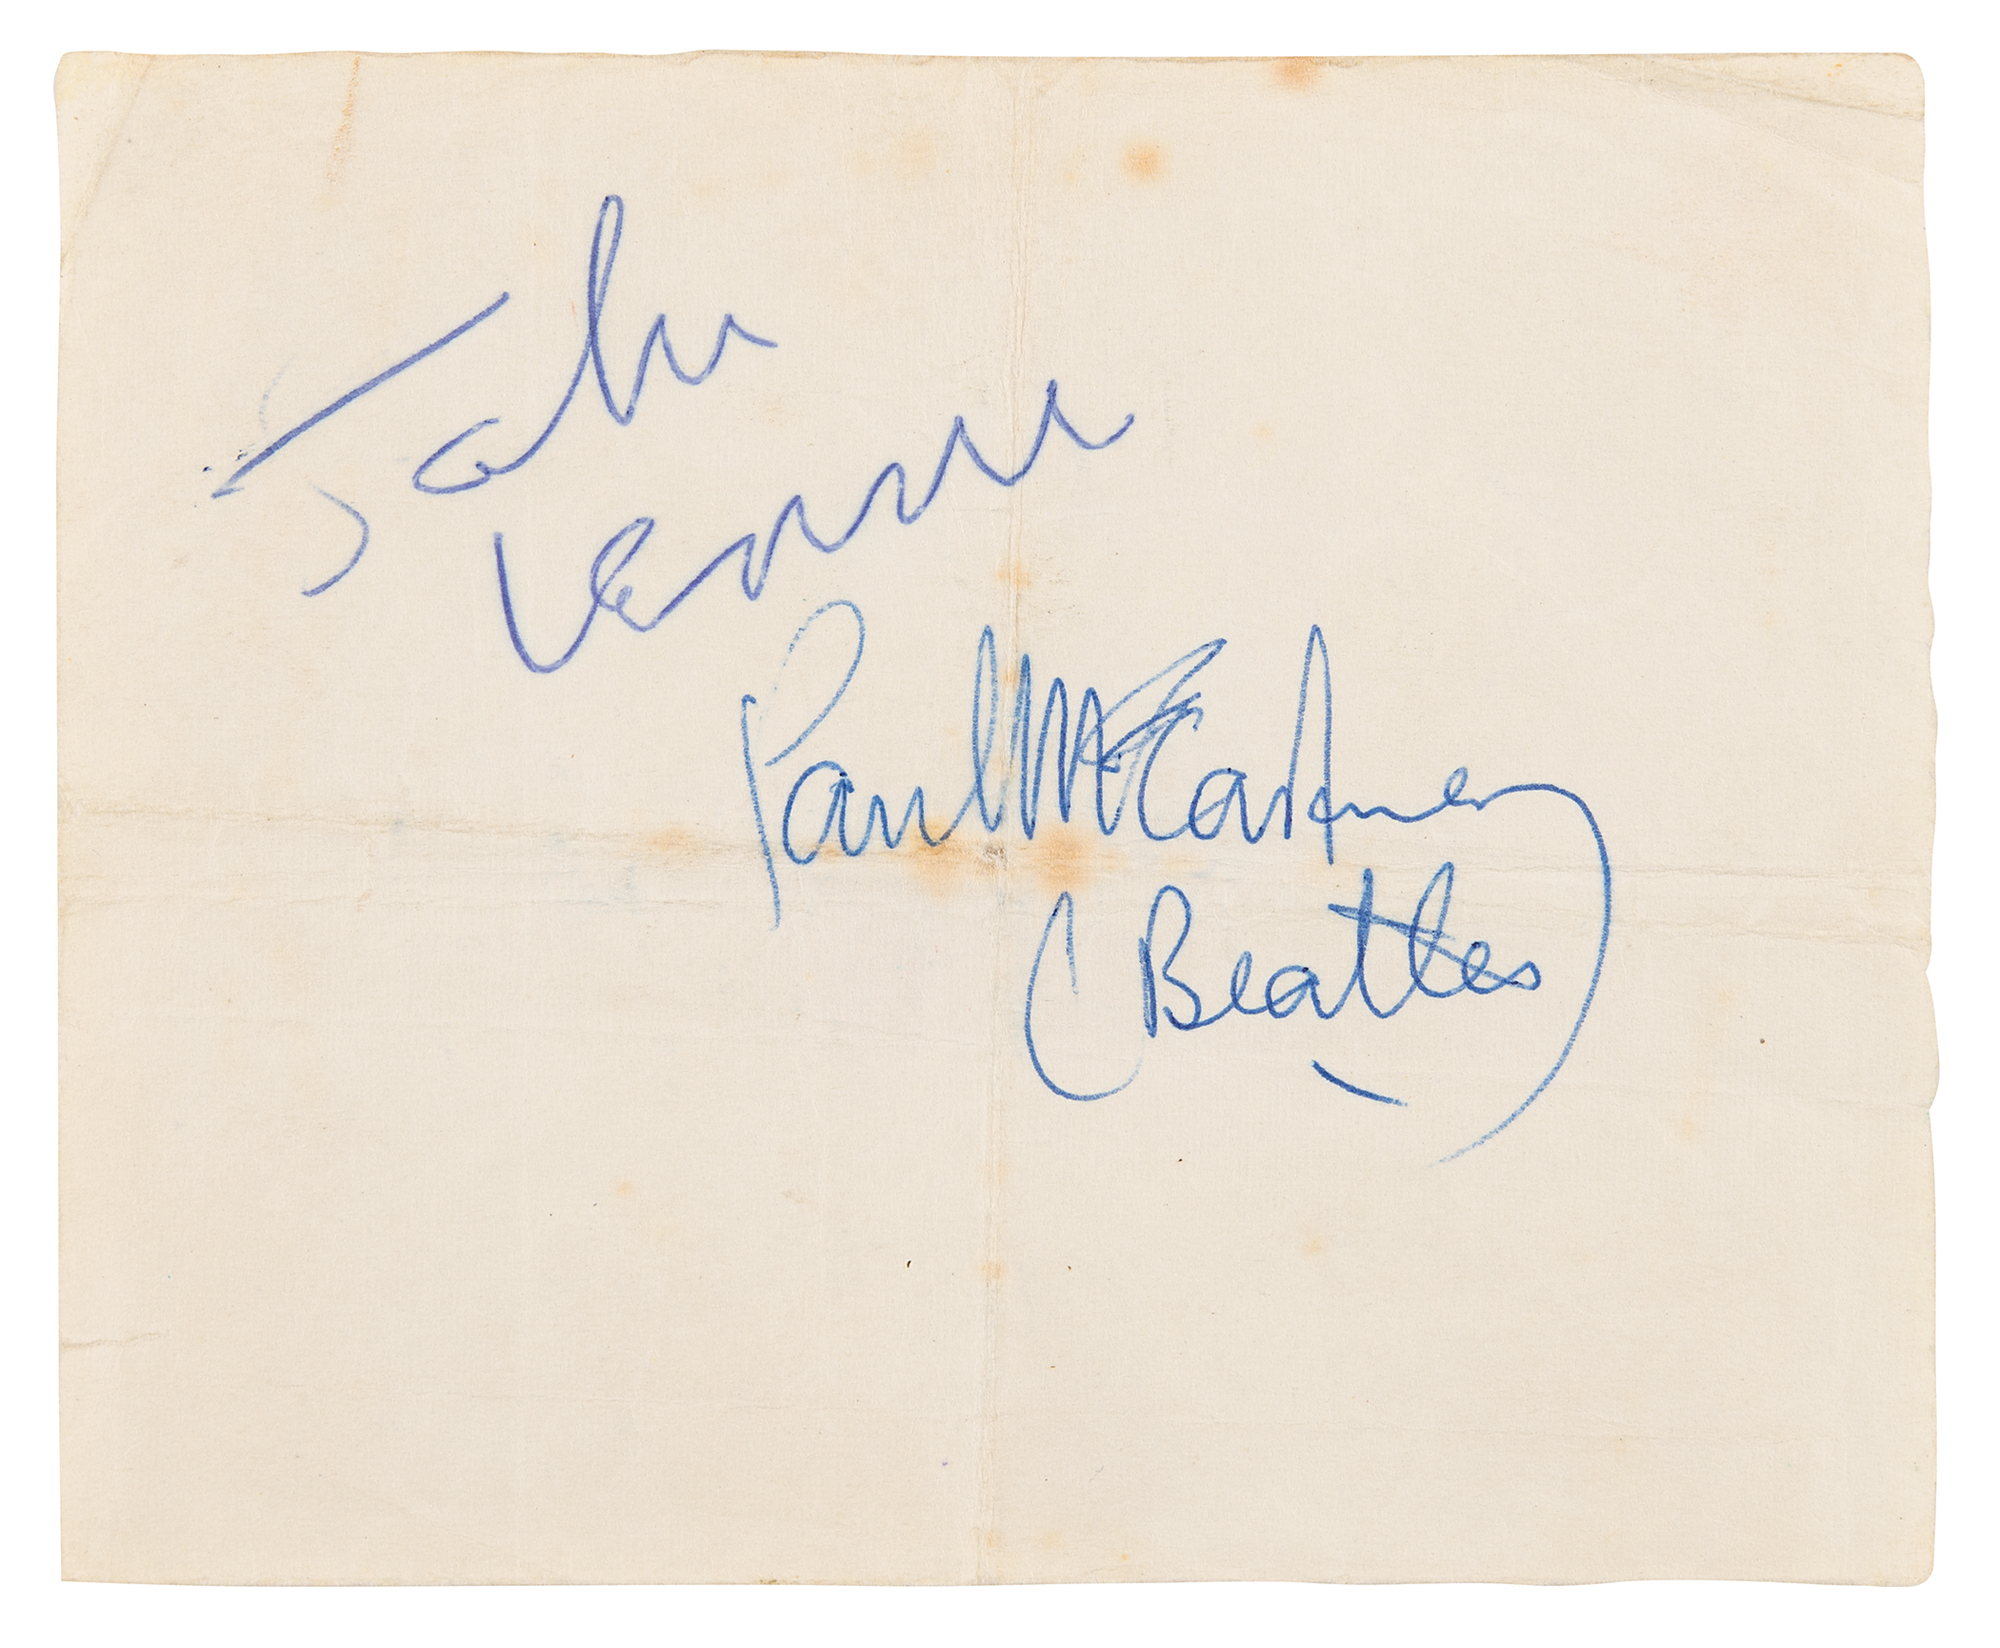 John
Lennon
Paul McCartney
(Beatles)